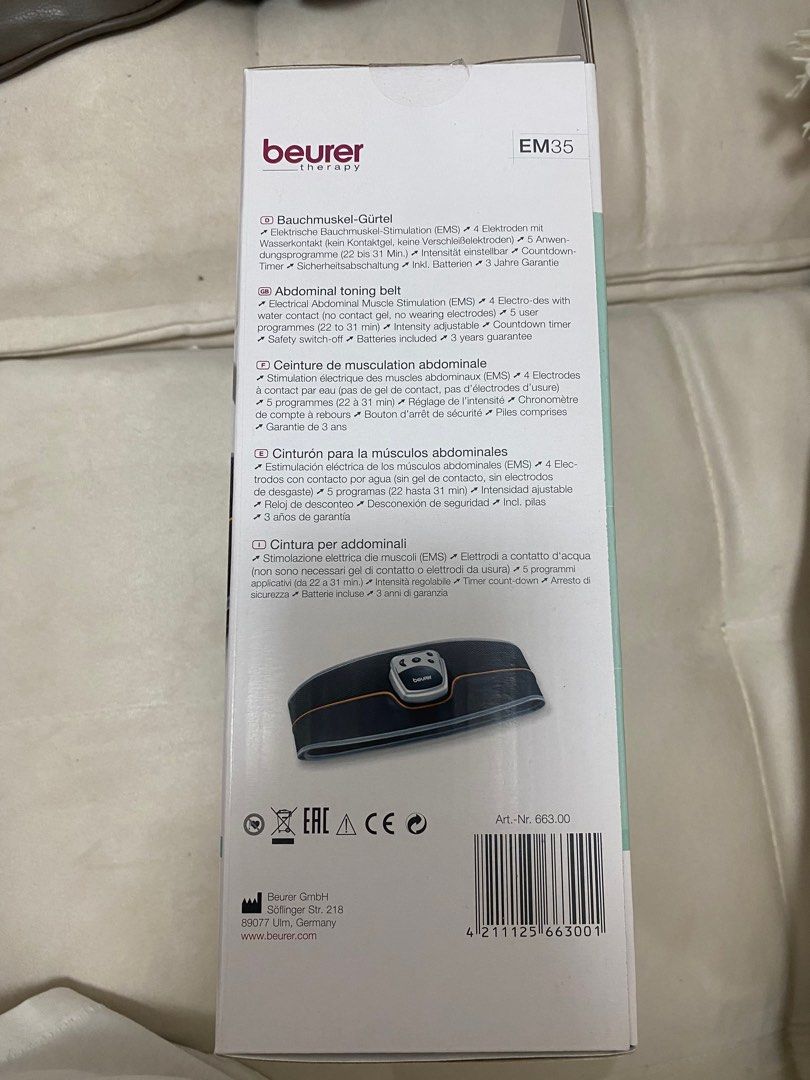 beurer
therapy
EM35
D Bauchmuskel-Gürtel
➚ Elektrische Bauchmuskel-Stimulation (EMS) ➚ 4 Elektroden mit
Wasserkontakt (kein Kontaktgel, keine Verschleißelektroden) ➚ 5 Anwen-
dungsprogramme (22 bis 31 Min.) ➚ Intensität einstellbar ➚ Countdown-
Timer ➚ Sicherheitsabschaltung ➚ Inkl. Batterien ➚ 3 Jahre Garantie
GB Abdominal toning belt
➚ Electrical Abdominal Muscle Stimulation (EMS) ➚ 4 Electro-des with
water contact (no contact gel, no wearing electrodes) ➚ 5 user
programmes (22 to 31 min) ➚ Intensity adjustable ➚ Countdown timer
➚ Safety switch-off ➚ Batteries included ➚ 3 years guarantee
F Ceinture de musculation abdominale
➚ Stimulation électrique des muscles abdominaux (EMS) ➚ 4 Electrodes
à contact par eau (pas de gel de contact, pas d'électrodes d'usure)
➚ 5 programmes (22 à 31 min) ➚ Réglage de l'intensité ➚ Chronomètre
de compte à rebours ➚ Bouton d'arrêt de sécurité ➚ Piles comprises
➚ Garantie de 3 ans
E Cinturón para la músculos abdominales
➚ Estimulación eléctrica de los músculos abdominales (EMS) ➚ 4 Elec-
trodos con contacto por agua (sin gel de contacto, sin electrodos
de desgaste) ➚ 5 programas (22 hasta 31 min) ➚ Intensidad ajustable
➚ Reloj de desconteo ➚ Desconexión de seguridad ➚ Incl. pilas
➚ 3 años de garantía
I Cintura per addominali
➚ Stimolazione elettrica die muscoli (EMS) ➚ Elettrodi a contatto d'acqua
(non sono necessari gel di contatto o elettrodi da usura) ➚ 5 programmi
applicativi (da 22 a 31 min.) ➚ Intensità regolabile ➚ Timer count-down ➚ Arresto di
sicurezza ➚ Batterie incluse ➚ 3 anni di garanzia
beurer
EAC CE
Art.-Nr. 663.00
Beurer GmbH
Söflinger Str. 218
89077 Ulm, Germany
www.beurer.com
4 211125 663001